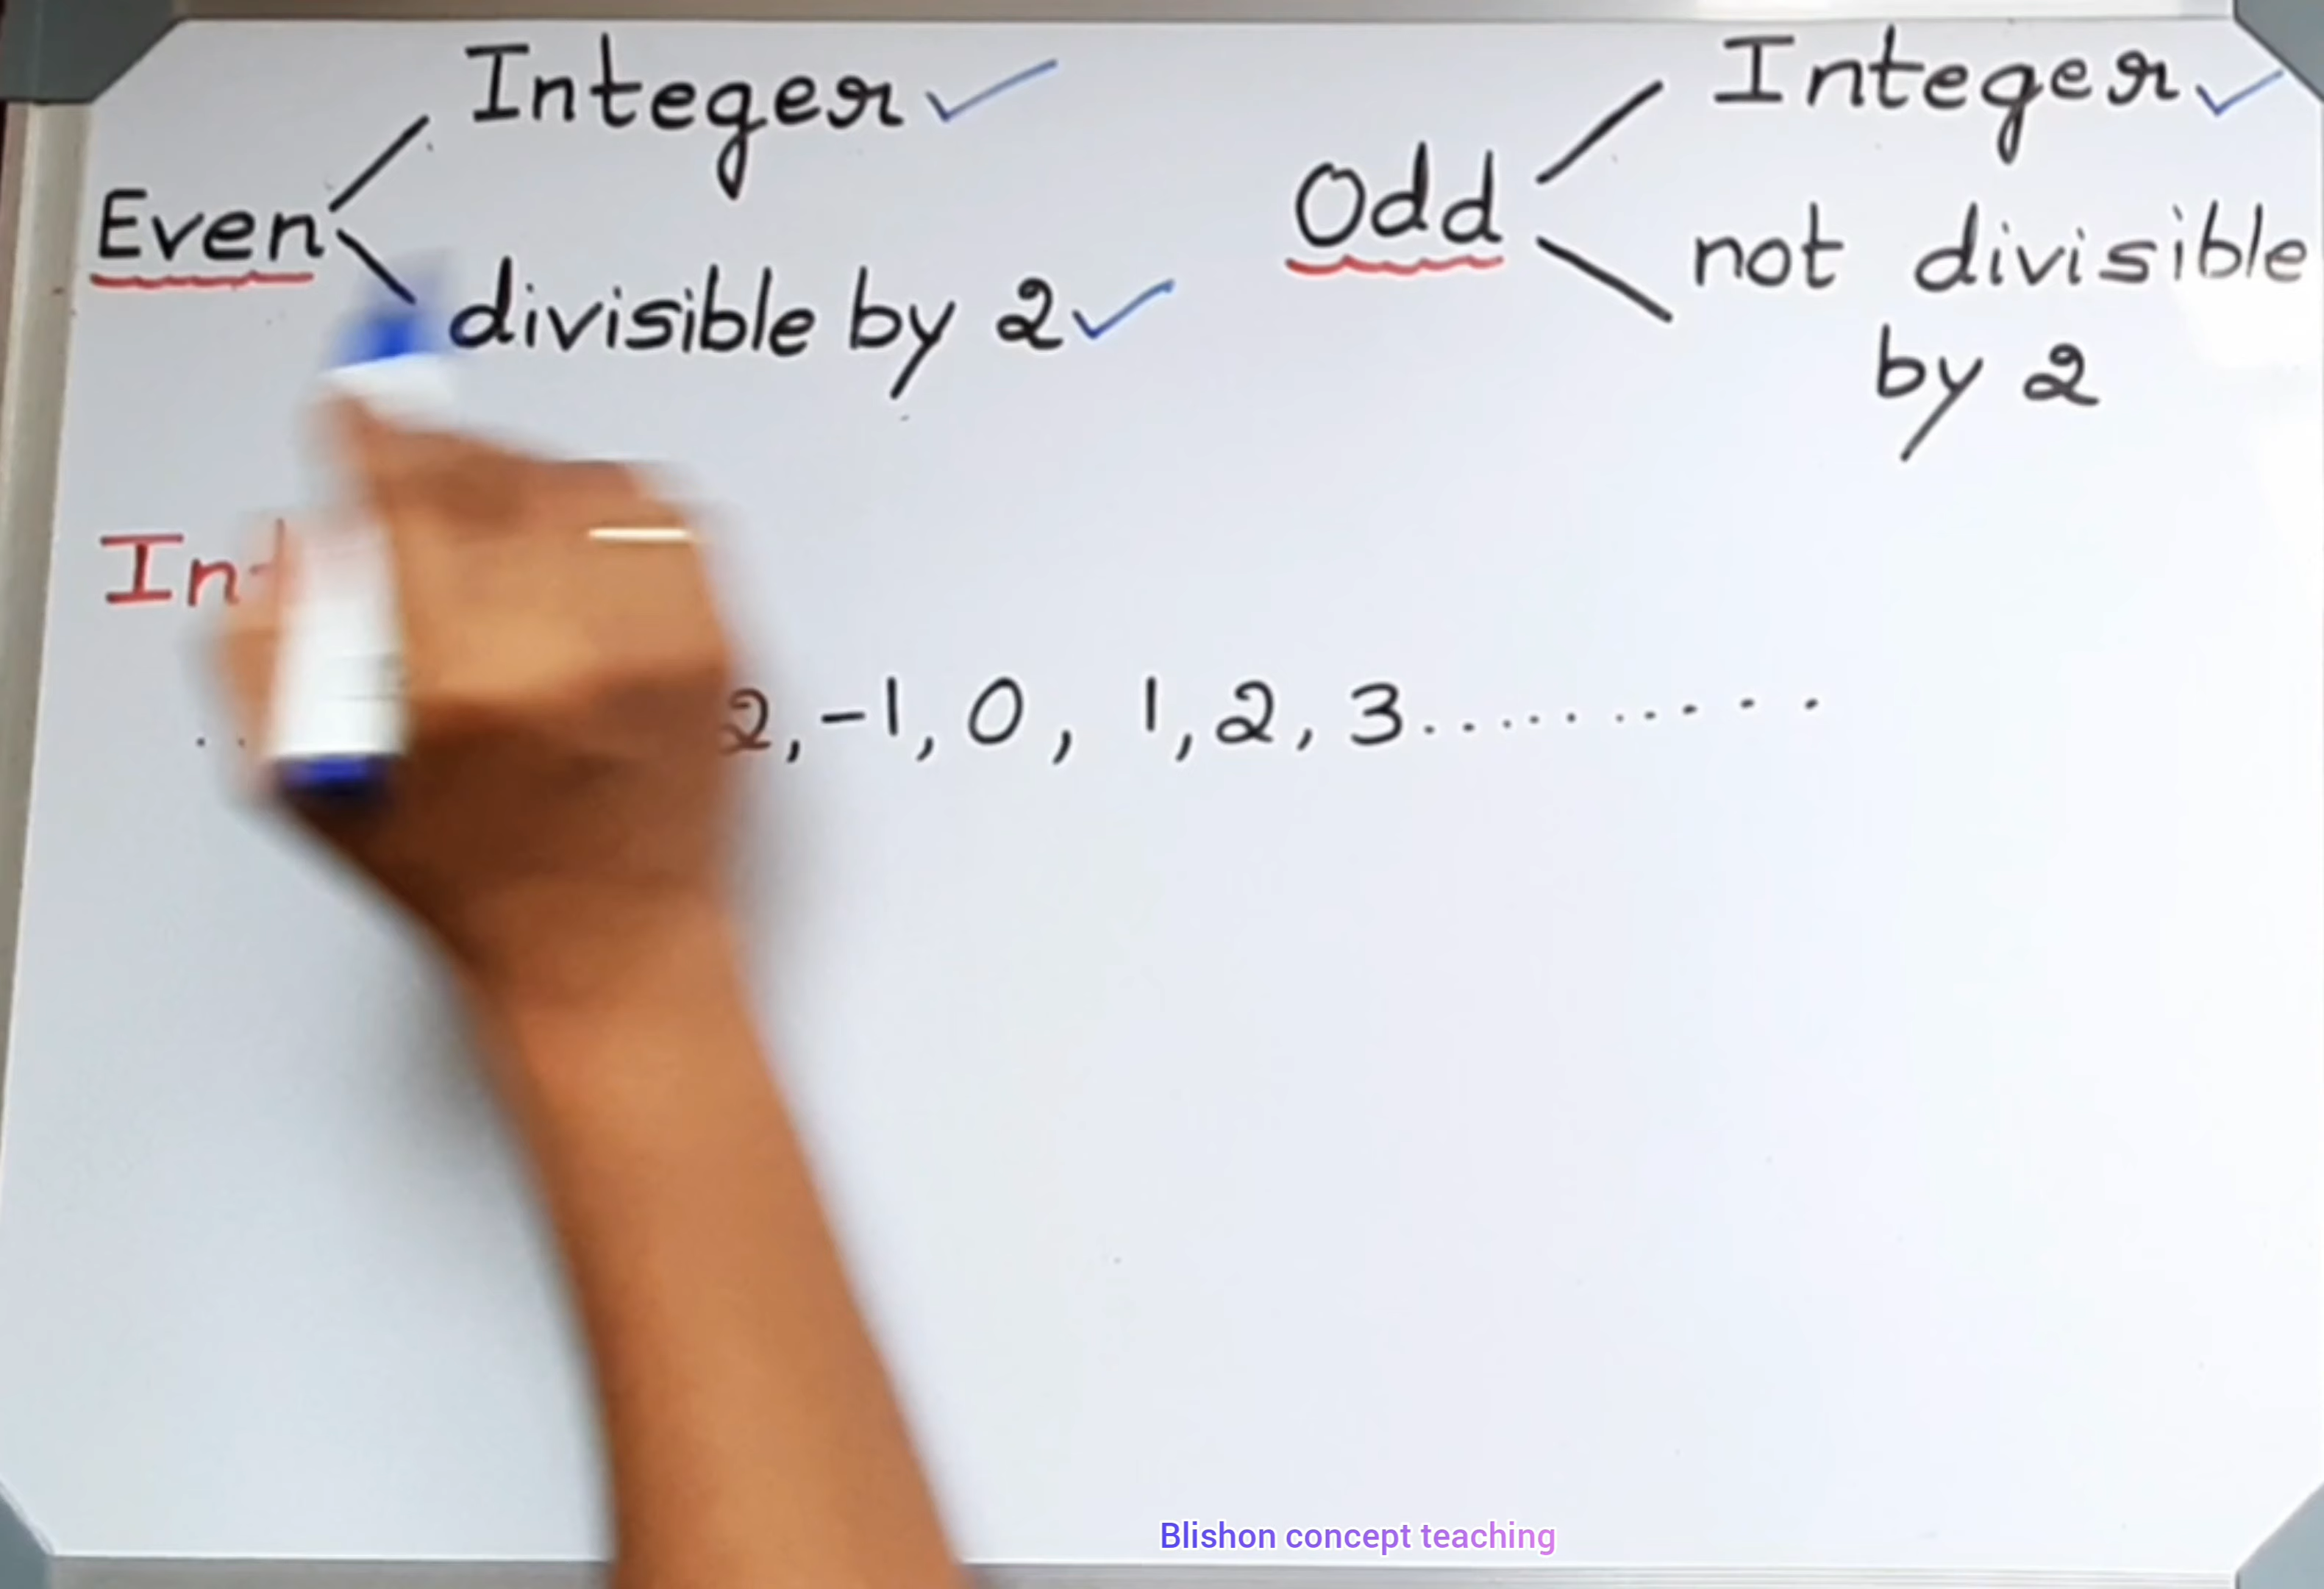 Integer
Even
divisible by 2
Integer
Odd
not divisible
by 2
2, -1, 0, 1, 2, 3..........
Blishon concept teaching